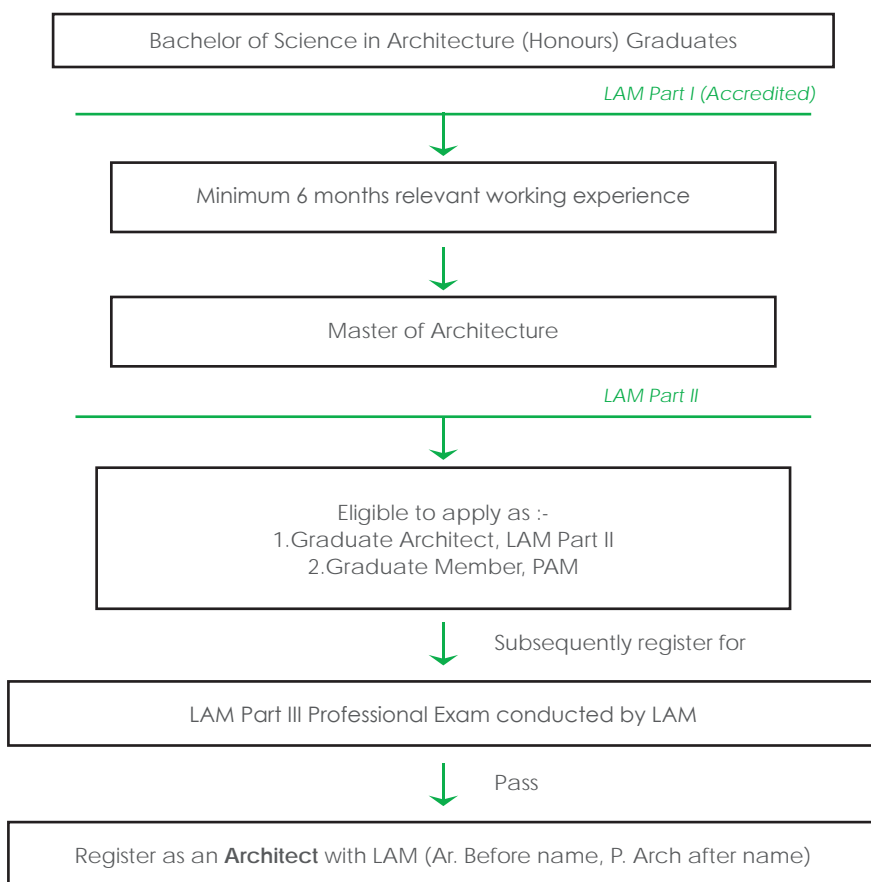 Bachelor of Science in Architecture (Honours) Graduates
LAM Part I (Accredited)
Minimum 6 months relevant working experience
Master of Architecture
LAM Part II
Eligible to apply as :-
1.Graduate Architect, LAM Part II
2.Graduate Member, PAM
Subsequently register for
LAM Part III Professional Exam conducted by LAM
Pass
Register as an Architect with LAM (Ar. Before name, P. Arch after name)